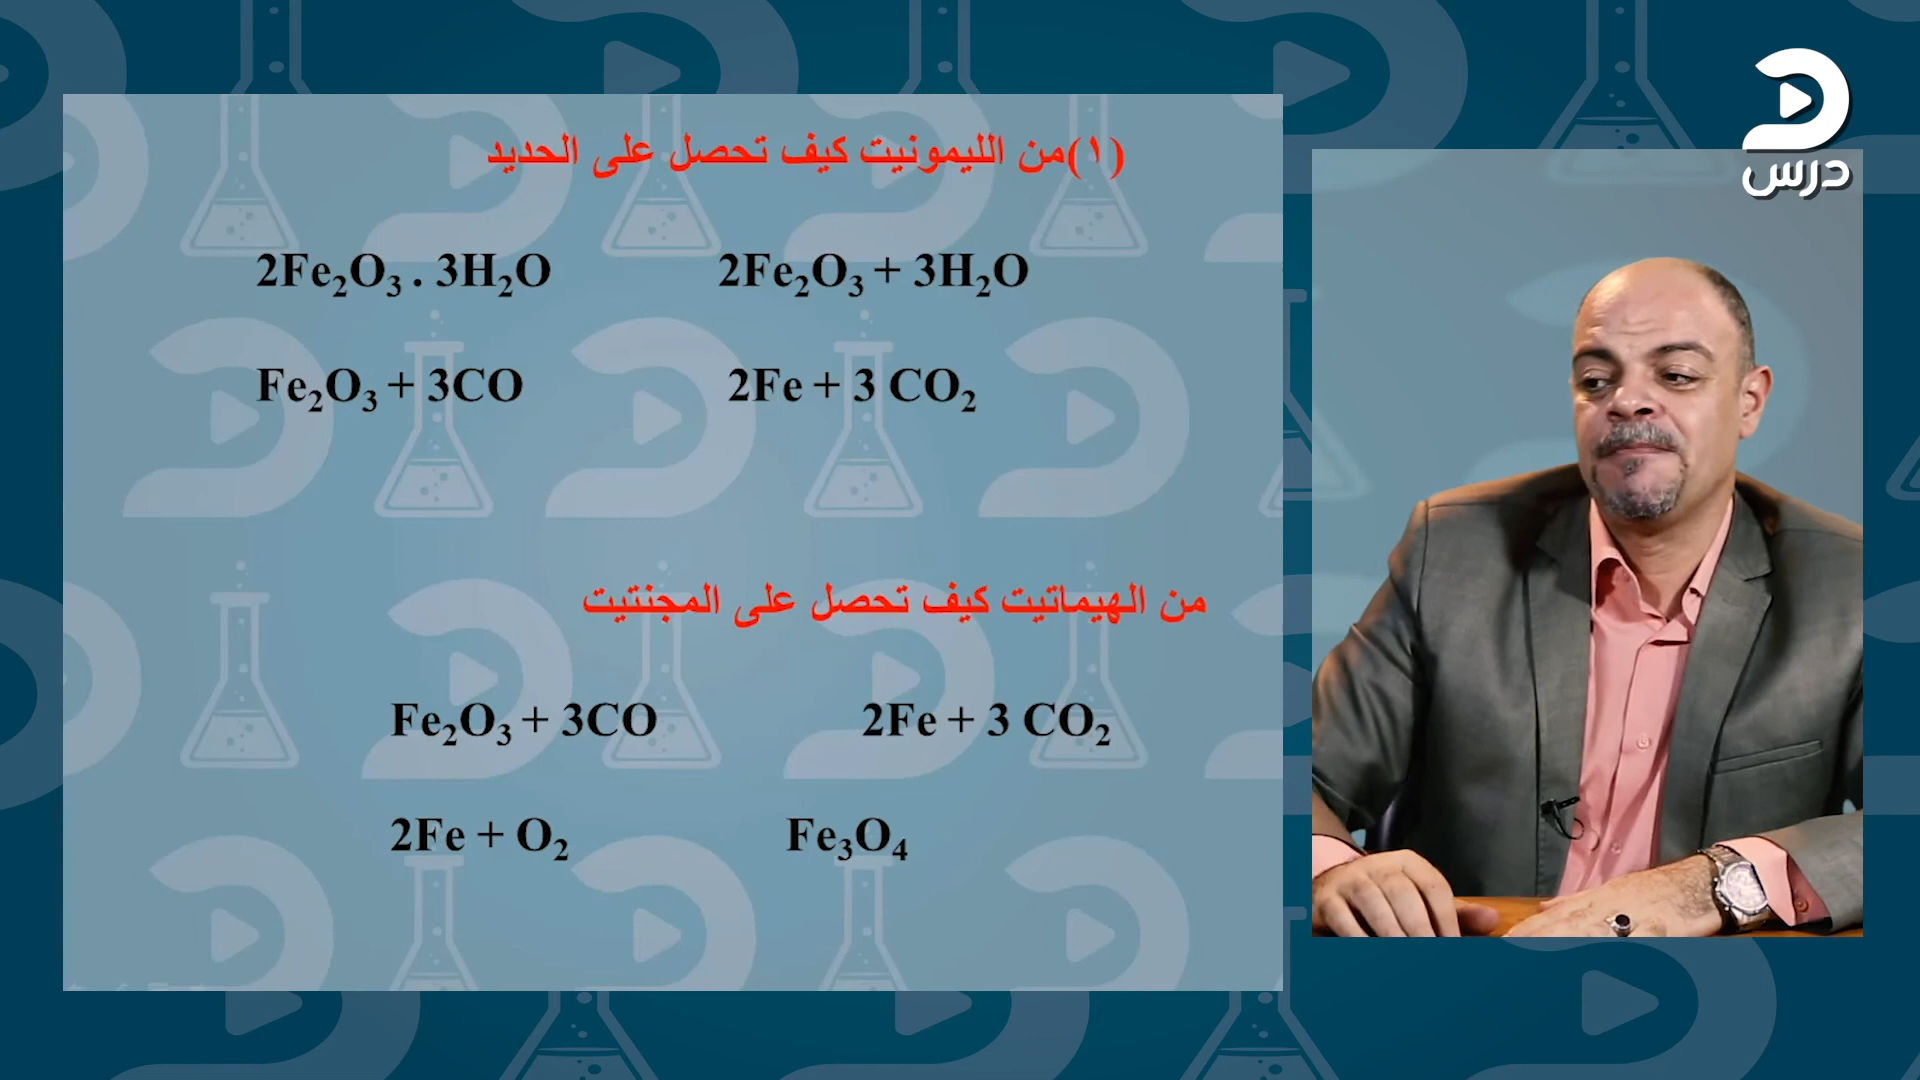 درس
(١)من الليمونيت كيف تحصل على الحديد
2Fe₂O₃ . 3H₂O 2Fe₂O₃ + 3H₂O
Fe₂O₃ + 3CO 2Fe + 3 CO₂
من الهيماتيت كيف تحصل على المجنتيت
Fe₂O₃ + 3CO 2Fe + 3 CO₂
2Fe + O₂ Fe₃O₄